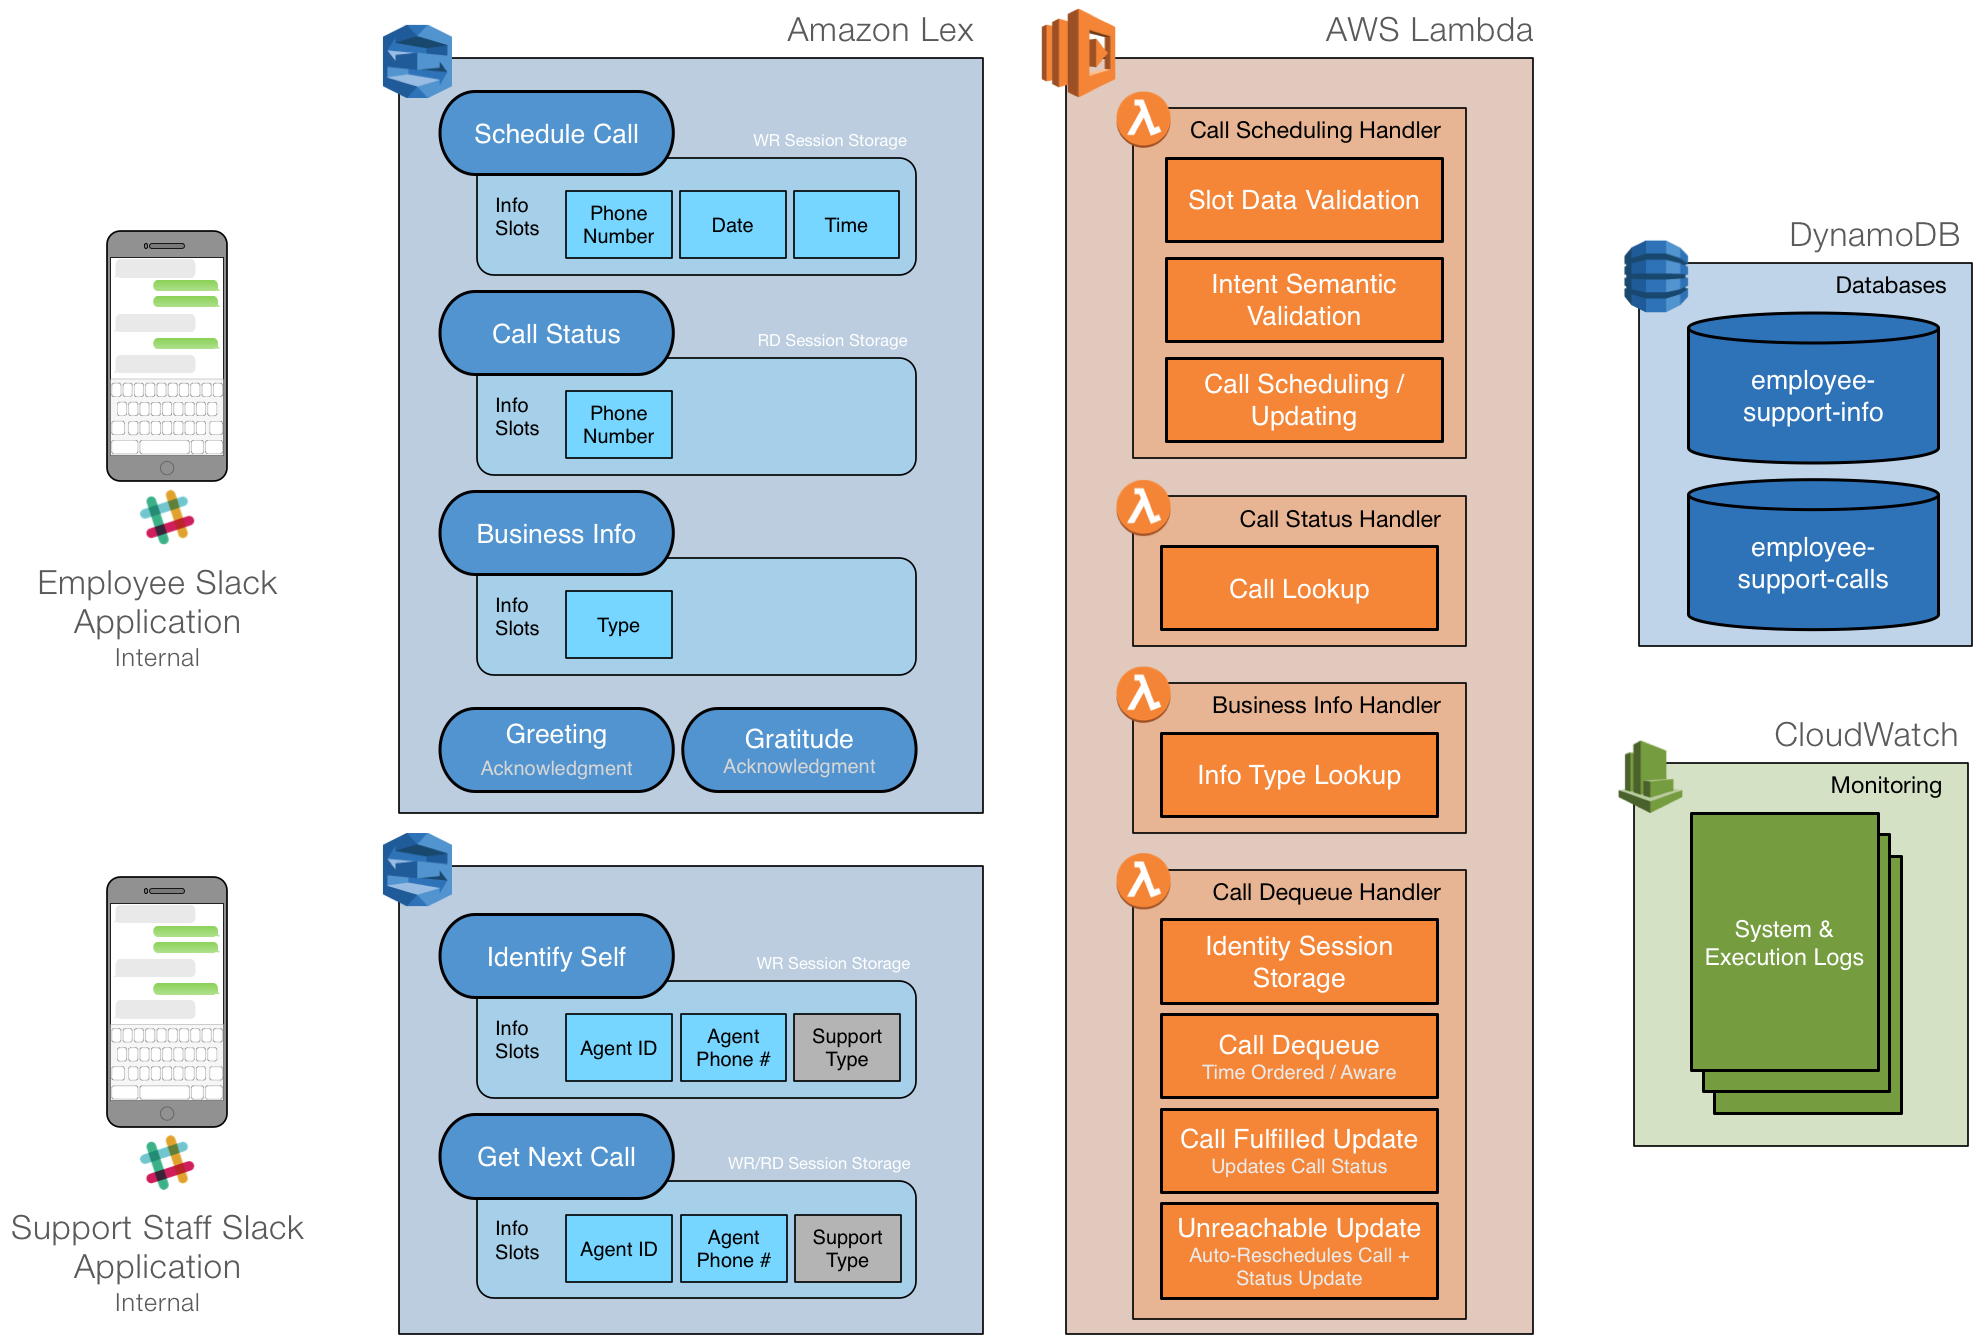 Amazon Lex
Schedule Call
WR Session Storage
Info
Slots
Phone
Number
Date
Time
Call Status
RD Session Storage
Info
Slots
Phone
Number
Business Info
Info
Slots
Type
Greeting
Acknowledgment
Gratitude
Acknowledgment
Employee Slack
Application
Internal
Identify Self
WR Session Storage
Info
Slots
Agent ID
Agent
Phone #
Support
Type
Get Next Call
WR/RD Session Storage
Info
Slots
Agent ID
Agent
Phone #
Support
Type
Support Staff Slack
Application
Internal
AWS Lambda
Call Scheduling Handler
Slot Data Validation
Intent Semantic
Validation
Call Scheduling /
Updating
Call Status Handler
Call Lookup
Business Info Handler
Info Type Lookup
Call Dequeue Handler
Identity Session
Storage
Call Dequeue
Time Ordered / Aware
Call Fulfilled Update
Updates Call Status
Unreachable Update
Auto-Reschedules Call +
Status Update
DynamoDB
Databases
employee-
support-info
employee-
support-calls
CloudWatch
Monitoring
System &
Execution Logs